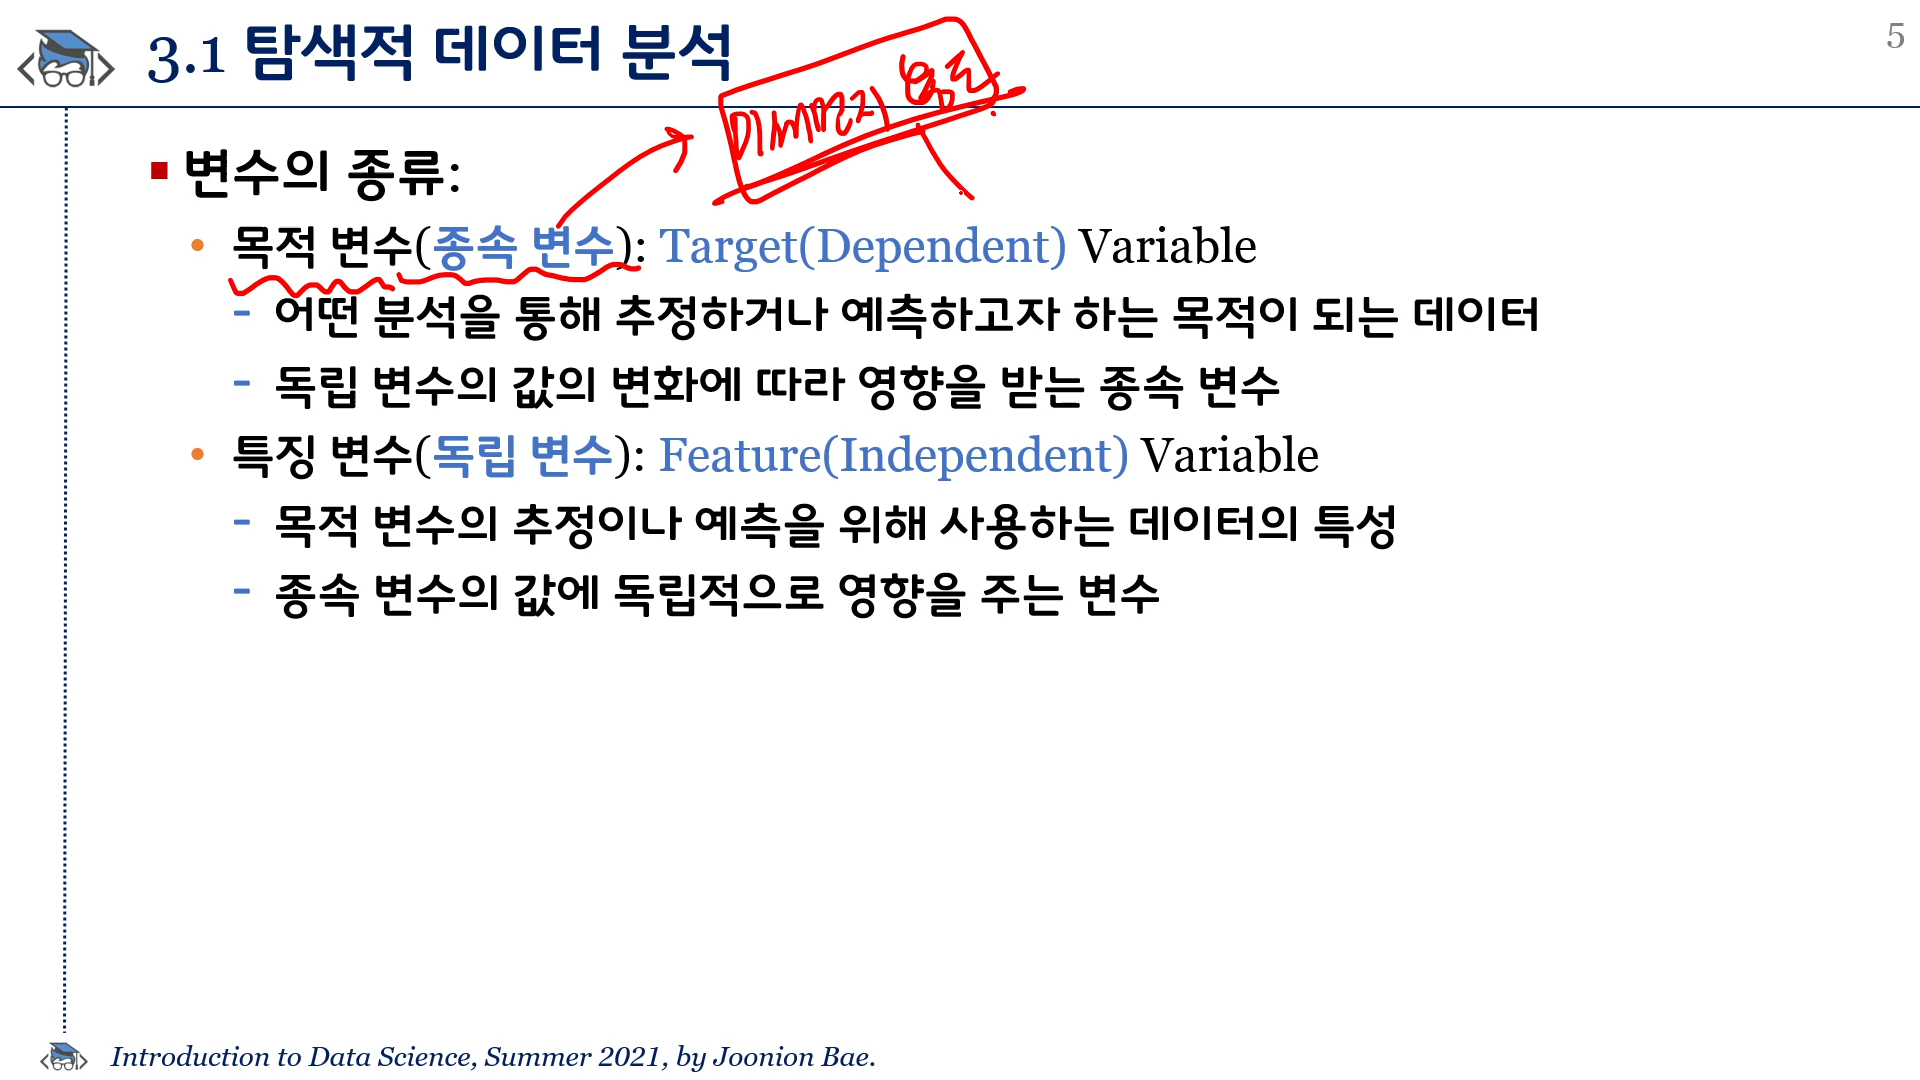 3.1 탐색적 데이터 분석
5
미세먼지 농도
변수의 종류:
목적 변수(종속 변수): Target(Dependent) Variable
- 어떤 분석을 통해 추정하거나 예측하고자 하는 목적이 되는 데이터
- 독립 변수의 값의 변화에 따라 영향을 받는 종속 변수
특징 변수(독립 변수): Feature(Independent) Variable
- 목적 변수의 추정이나 예측을 위해 사용하는 데이터의 특성
- 종속 변수의 값에 독립적으로 영향을 주는 변수
Introduction to Data Science, Summer 2021, by Joonion Bae.